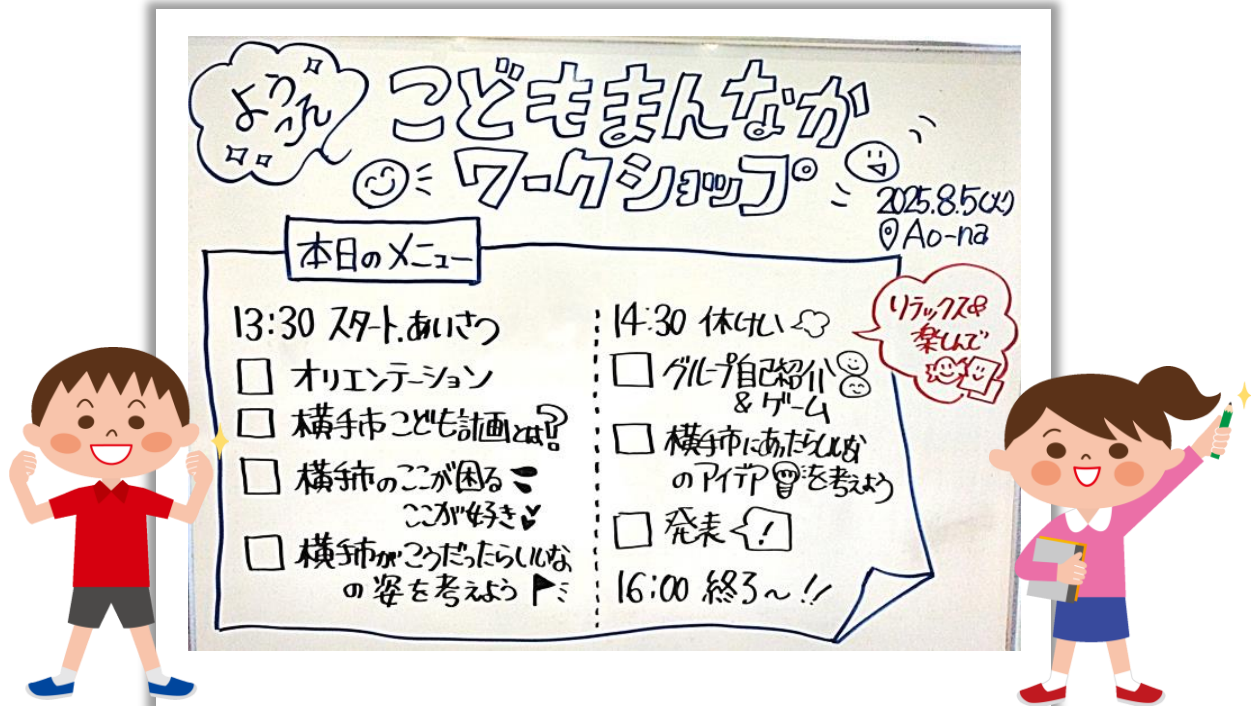 こどもまんなか
ワークショップ
2025.8.5(火)
Ao-na
本日のメニュー
13:30 スタート、あいさつ
□ オリエンテーション
□ 横手市こども計画とは?
□ 横手市のここが困る
ここが好き
□ 横手市がこうだったらいいな
の姿を考えよう
14:30 休けい
□ グループ自己紹介
& ゲーム
□ 横手市にあったらいいな
のアイデアを考えよう
□ 発表 !
16:00 終了~!!
リラックス&
楽しんで